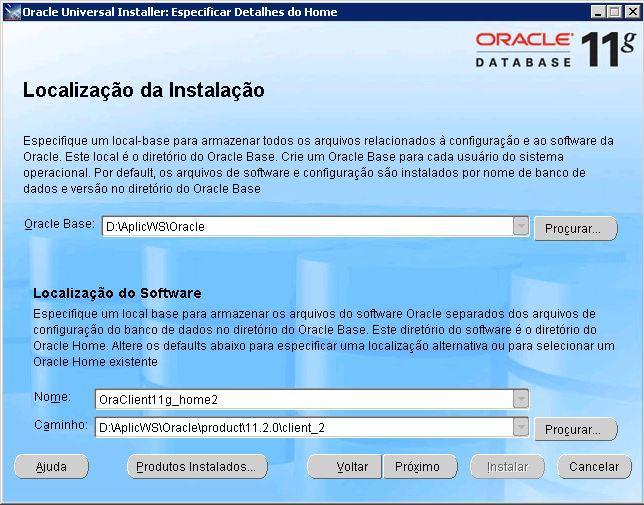 Oracle Universal Installer: Especificar Detalhes do Home
ORACLE
DATABASE 11g
Localização da Instalação
Especifique um local-base para armazenar todos os arquivos relacionados à configuração e ao software da
Oracle. Este local é o diretório do Oracle Base. Crie um Oracle Base para cada usuário do sistema
operacional. Por default, os arquivos de software e configuração são instalados por nome de banco de
dados e versão no diretório do Oracle Base
Oracle Base: D:\AplicWS\Oracle Procurar...
Localização do Software
Especifique um local base para armazenar os arquivos do software Oracle separados dos arquivos de
configuração do banco de dados no diretório do Oracle Base. Este diretório do software é o diretório do
Oracle Home. Altere os defaults abaixo para especificar uma localização alternativa ou para selecionar um
Oracle Home existente
Nome: OraClient11g_home2
Caminho: D:\AplicWS\Oracle\product\11.2.0\client_2 Procurar...
Ajuda Produtos Instalados... Voltar Próximo Instalar Cancelar